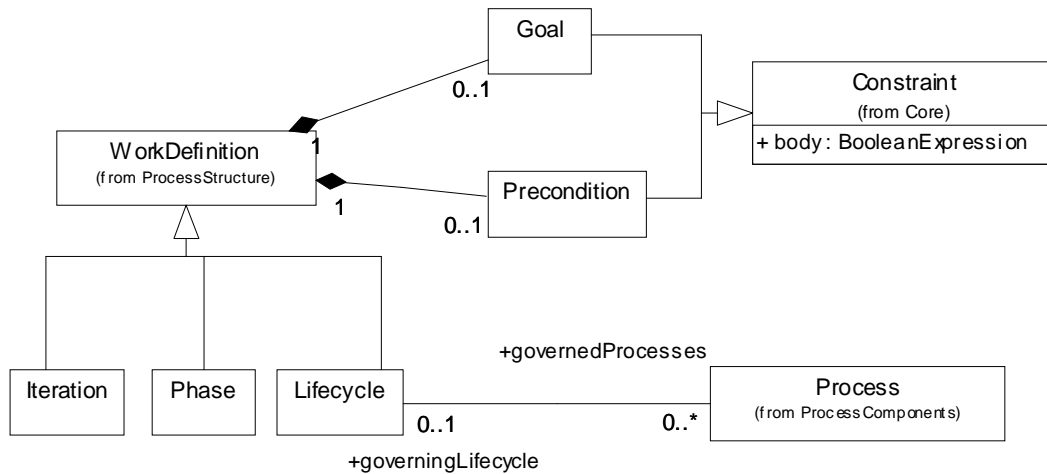 Goal
0..1
Constraint
(from Core)
+ body : BooleanExpression
WorkDefinition
(from ProcessStructure)
1
1
Precondition
0..1
+governedProcesses
Iteration
Phase
Lifecycle
Process
(from ProcessComponents)
0..1
0..*
+governingLifecycle